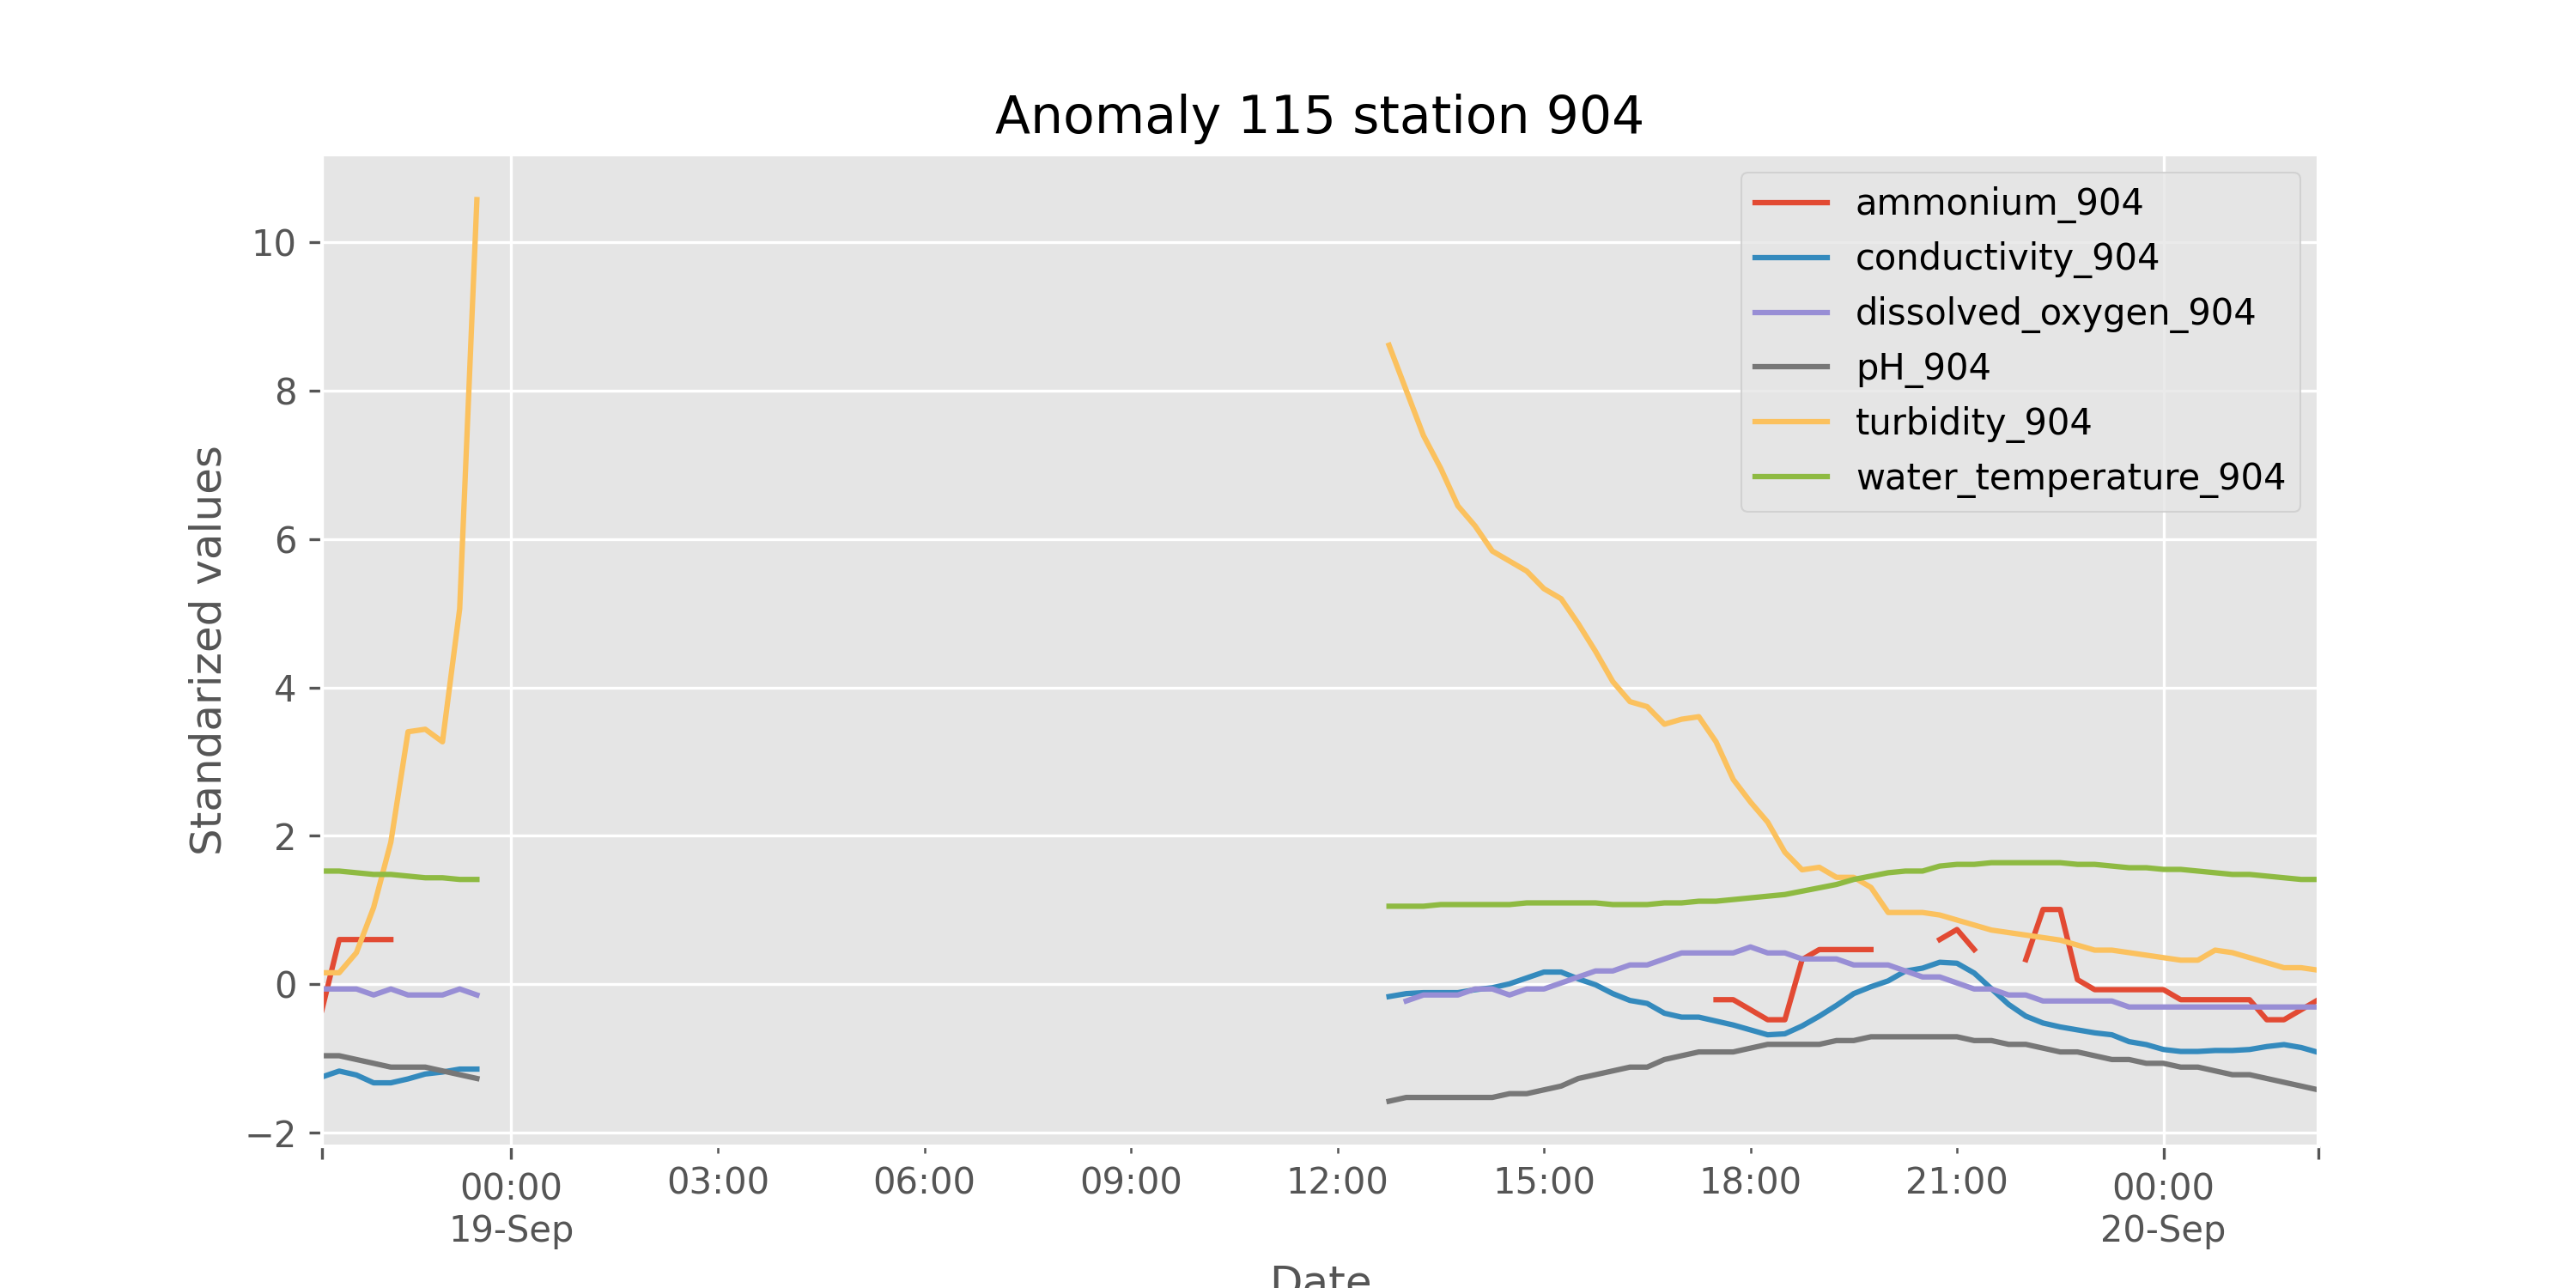 Anomaly 115 station 904
ammonium_904
conductivity_904
dissolved_oxygen_904
pH_904
turbidity_904
water_temperature_904
Standarized values
10
8
6
4
2
0
−2
00:00
19-Sep
03:00
06:00
09:00
12:00
15:00
18:00
21:00
00:00
20-Sep
Date